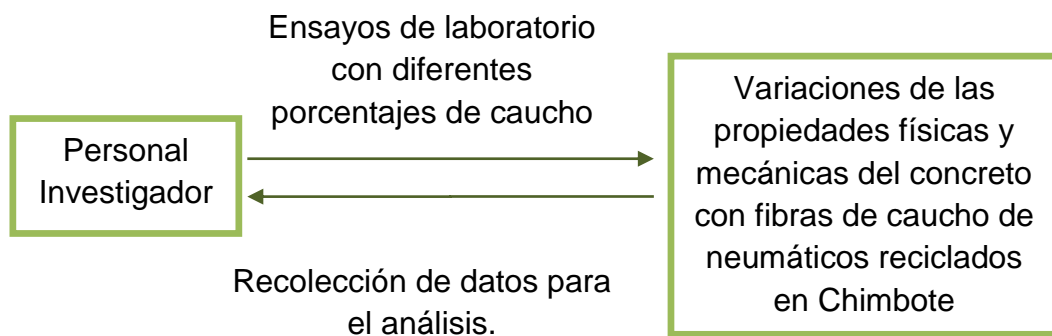 Ensayos de laboratorio
con diferentes
porcentajes de caucho
Personal
Investigador
Variaciones de las
propiedades físicas y
mecánicas del concreto
con fibras de caucho de
neumáticos reciclados
en Chimbote
Recolección de datos para
el análisis.